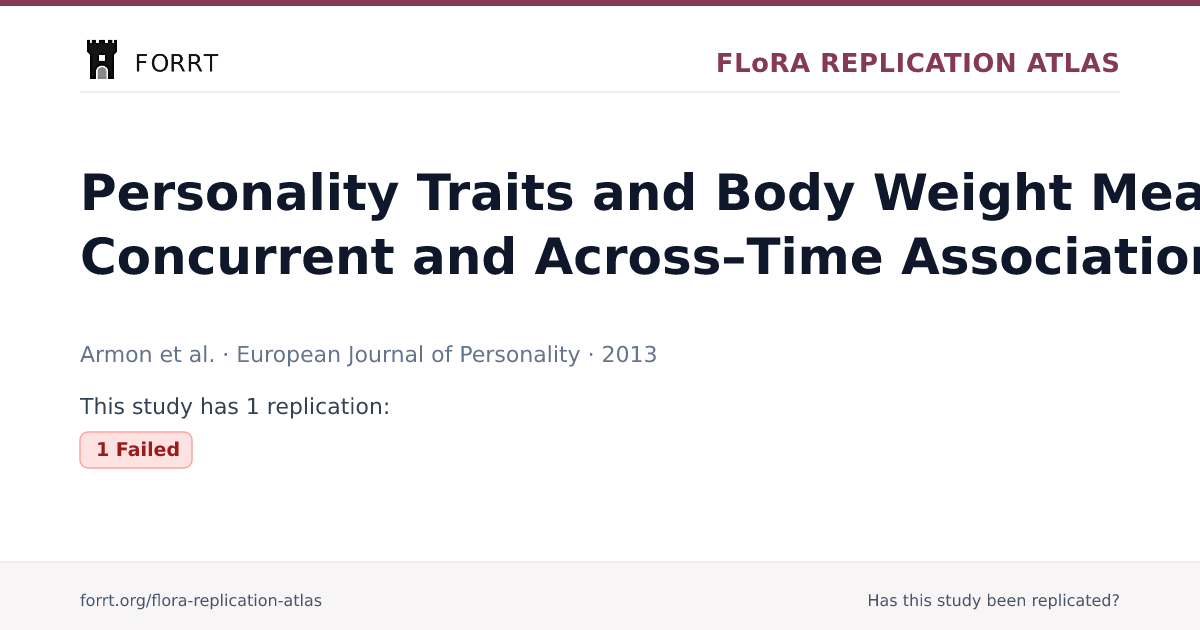 FORRT
FLoRA REPLICATION ATLAS
Personality Traits and Body Weight Mea
Concurrent and Across–Time Association
Armon et al. · European Journal of Personality · 2013
This study has 1 replication:
1 Failed
forrt.org/flora-replication-atlas
Has this study been replicated?